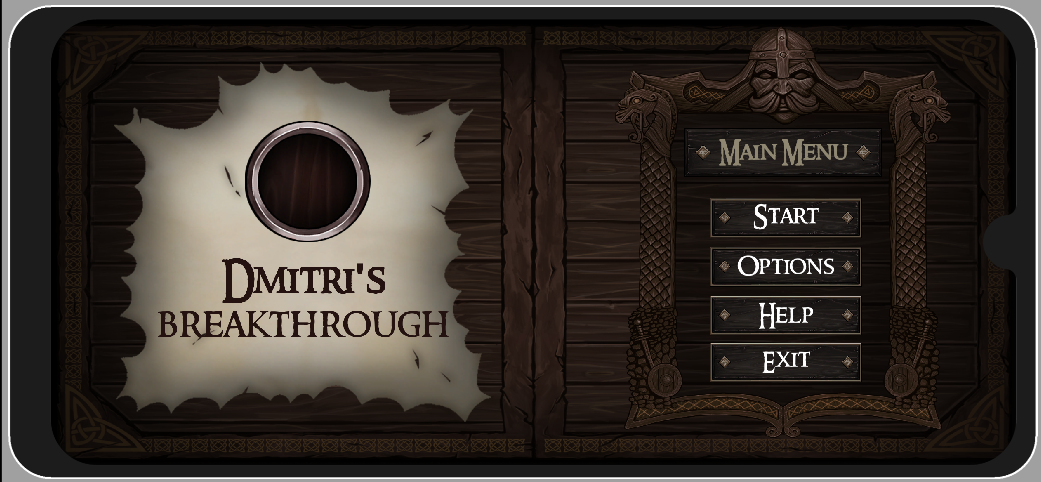 Dmitri's
Breakthrough
Main Menu
Start
Options
Help
Exit